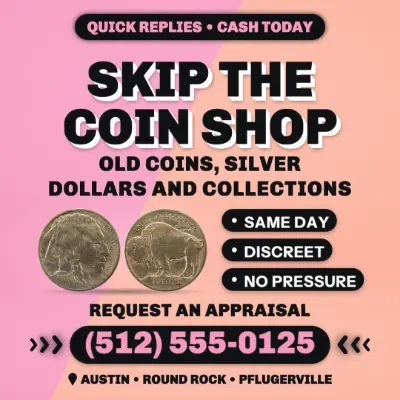 QUICK REPLIES • CASH TODAY
SKIP THE
COIN SHOP
OLD COINS, SILVER
DOLLARS AND COLLECTIONS
• SAME DAY
• DISCREET
• NO PRESSURE
REQUEST AN APPRAISAL
››› (512) 555-0125 ‹‹‹
AUSTIN • ROUND ROCK • PFLUGERVILLE